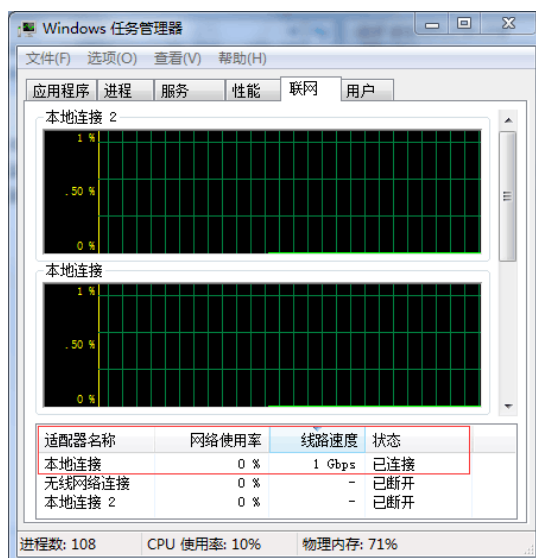 Windows 任务管理器
文件(F) 选项(O) 查看(V) 帮助(H)
应用程序 进程 服务 性能 联网 用户
本地连接 2
1 %
.50 %
0 %
本地连接
1 %
.50 %
0 %
适配器名称 网络使用率 线路速度 状态
本地连接 0 % 1 Gbps 已连接
无线网络连接 0 % - 已断开
本地连接 2 0 % - 已断开
进程数: 108 CPU 使用率: 10% 物理内存: 71%